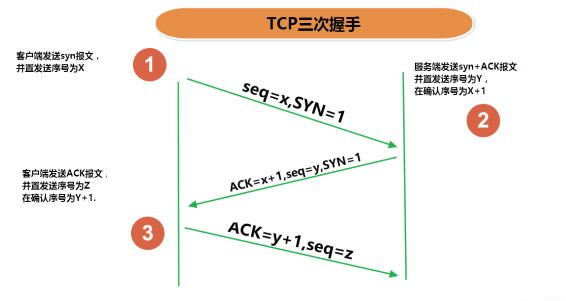 TCP三次握手
客户端发送syn报文，
并直发送序号为X
1
seq=x,SYN=1
服务端发送syn+ACK报文
并直发送序号为Y，
在确认序号为X+1
2
ACK=x+1,seq=y,SYN=1
客户端发送ACK报文，
并直发送序号为Z
在确认序号为Y+1.
3
ACK=y+1,seq=z